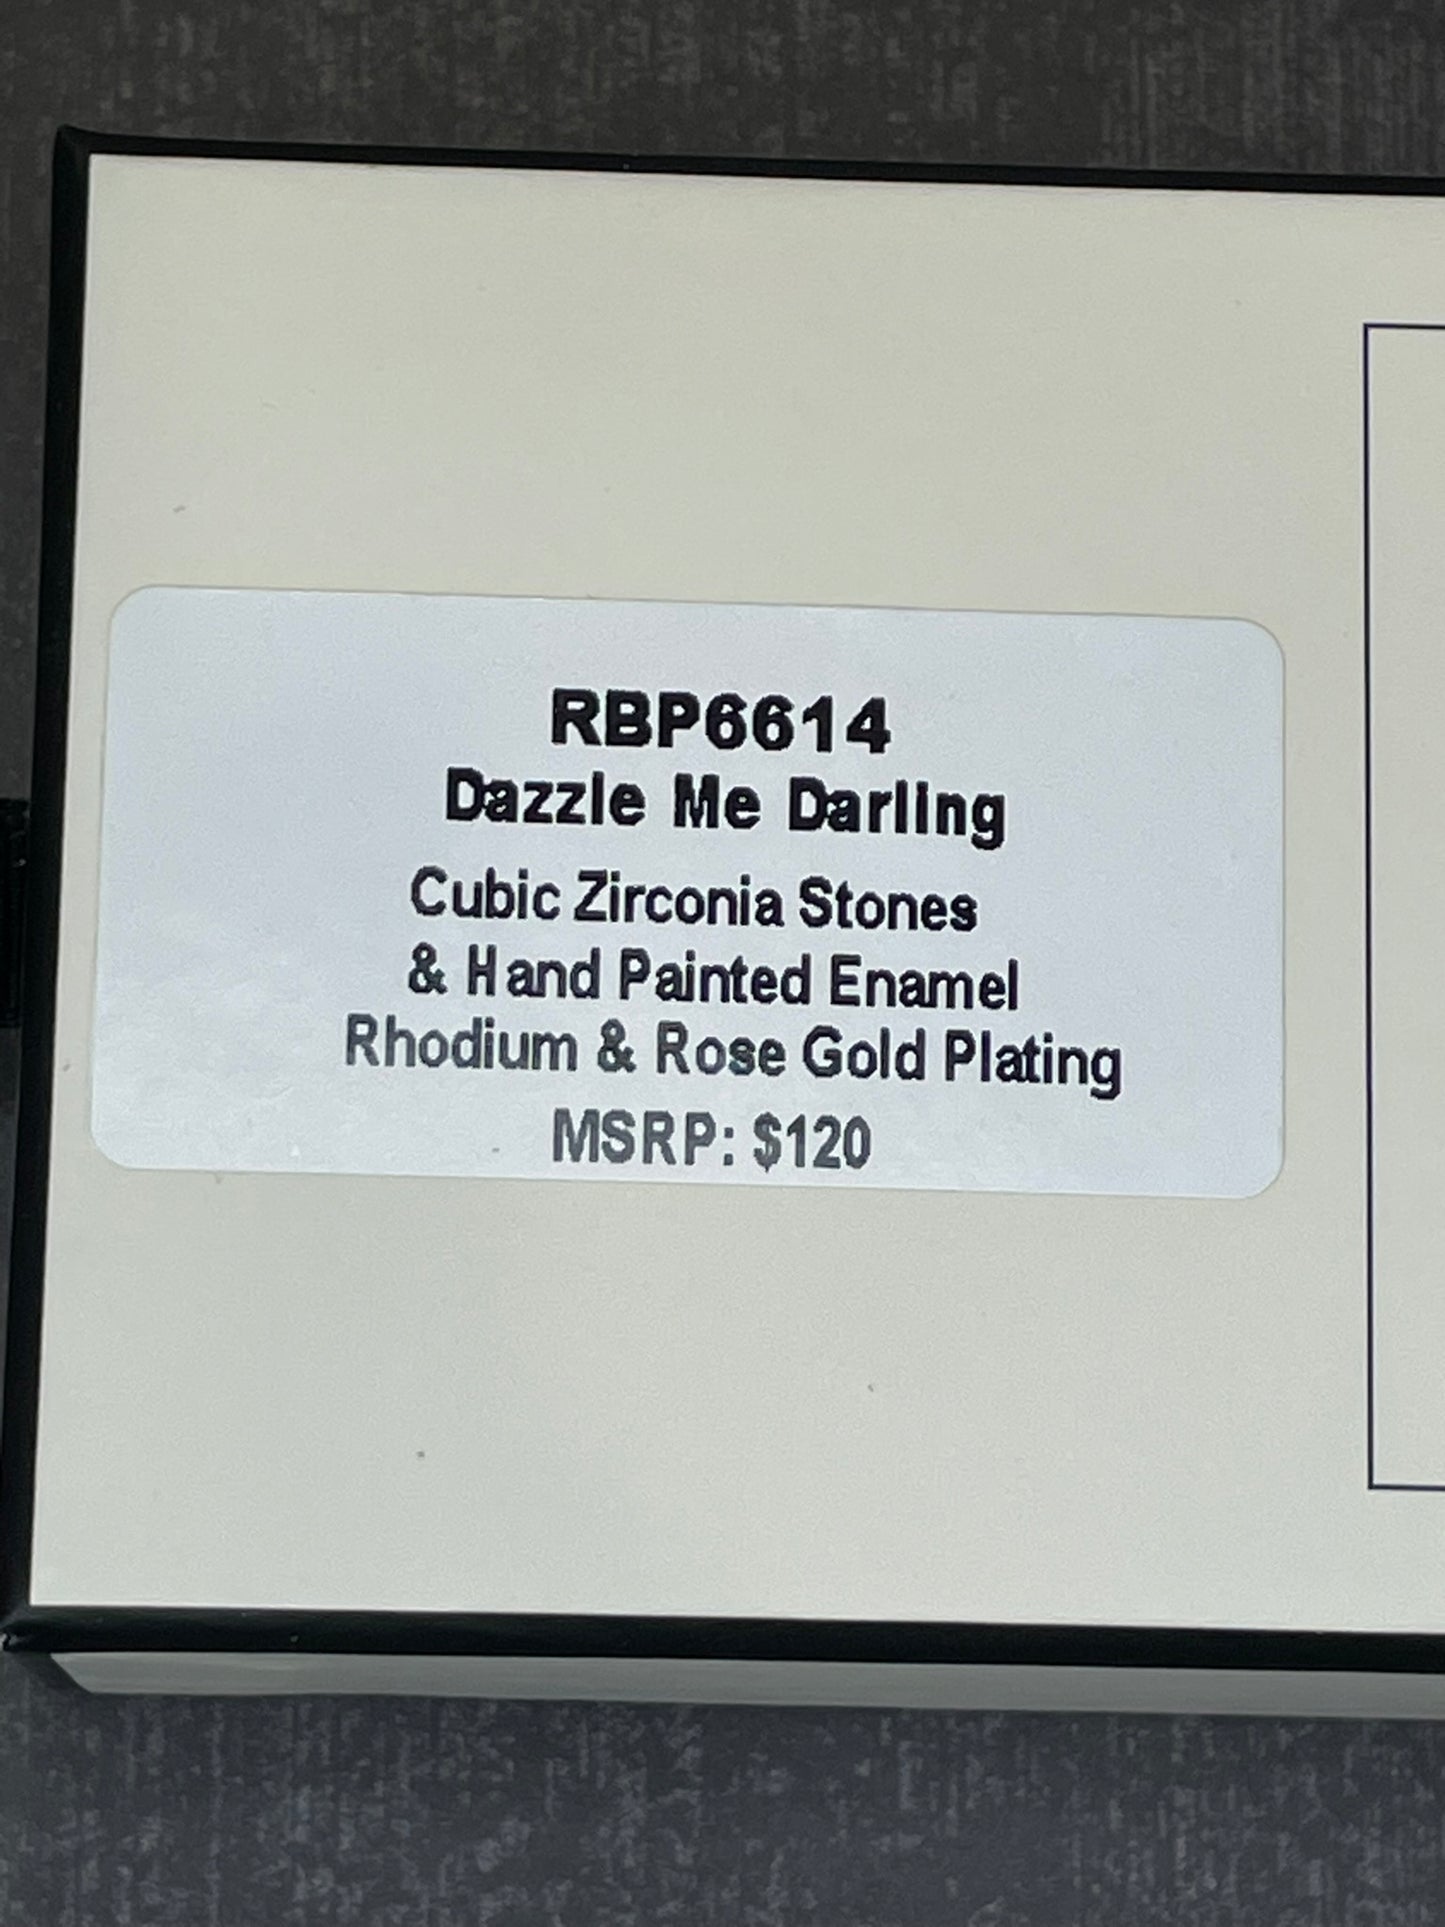 RBP6614
Dazzle Me Darling
Cubic Zirconia Stones
& Hand Painted Enamel
Rhodium & Rose Gold Plating
MSRP: $120